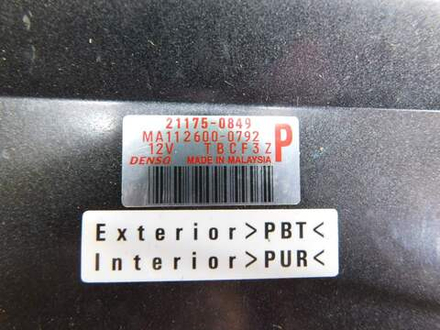 21175-0849
MA112600-0792 P
12V TBCF3Z
DENSO MADE IN MALAYSIA
Exterior>PBT<
Interior>PUR<